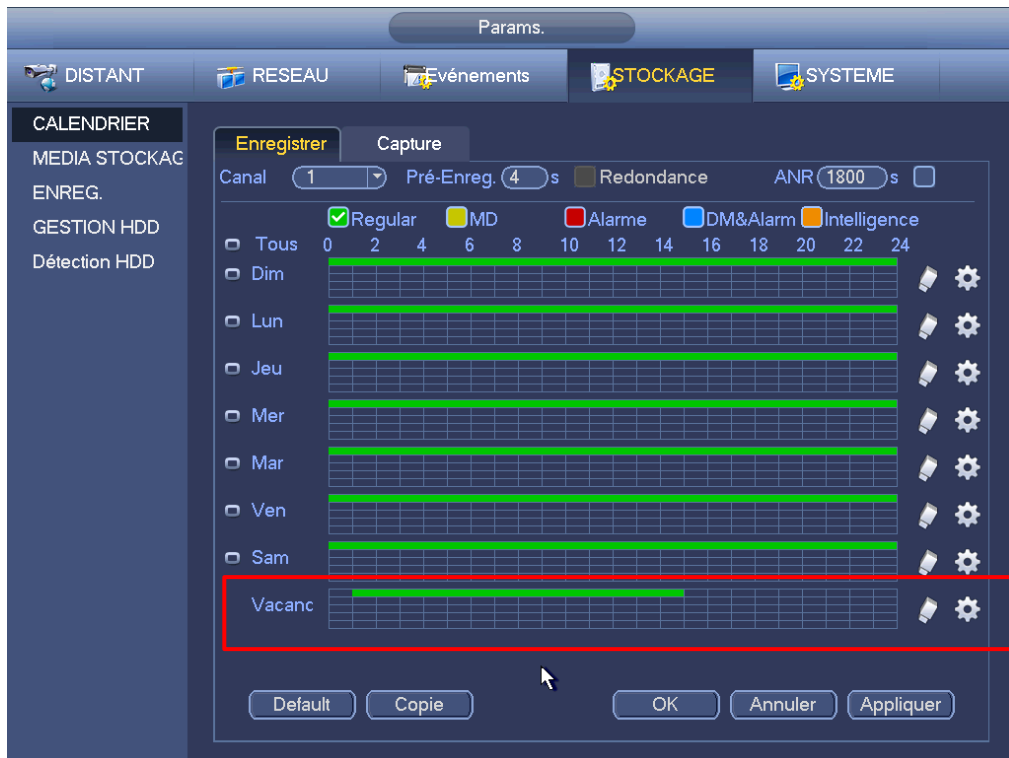 Params.
DISTANT RESEAU Evénements STOCKAGE SYSTEME
CALENDRIER
MEDIA STOCKAG
ENREG.
GESTION HDD
Détection HDD
Enregistrer Capture
Canal 1 Pré-Enreg. 4 s Redondance ANR 1800 s
Regular MD Alarme DM&Alarm Intelligence
Tous 0 2 4 6 8 10 12 14 16 18 20 22 24
Dim
Lun
Jeu
Mer
Mar
Ven
Sam
Vacanc
Default Copie OK Annuler Appliquer